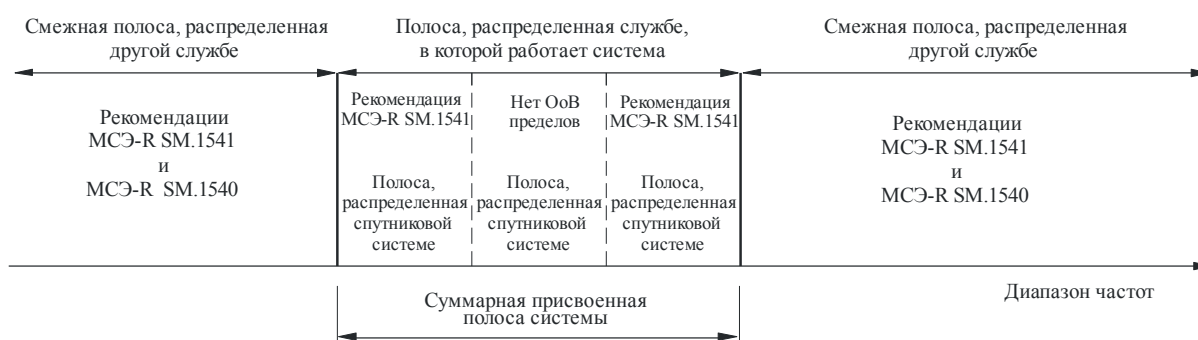 Смежная полоса, распределенная
другой службе
Полоса, распределенная службе,
в которой работает система
Смежная полоса, распределенная
другой службе
Рекомендации
МСЭ-R SM.1541
и
МСЭ-R SM.1540
Рекомендация
МСЭ-R SM.1541
Нет ОоВ
пределов
Рекомендация
МСЭ-R SM.1541
Рекомендации
МСЭ-R SM.1541
и
МСЭ-R SM.1540
Полоса,
распределенная
спутниковой
системе
Полоса,
распределенная
спутниковой
системе
Полоса,
распределенная
спутниковой
системе
Диапазон частот
Суммарная присвоенная
полоса системы